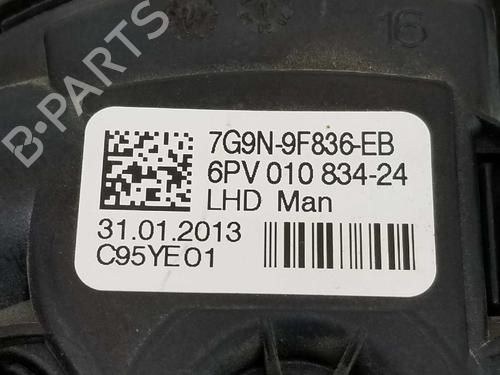 16
7G9N-9F836-EB
6PV 010 834-24
LHD Man
31.01.2013
C95YE01
B-PARTS